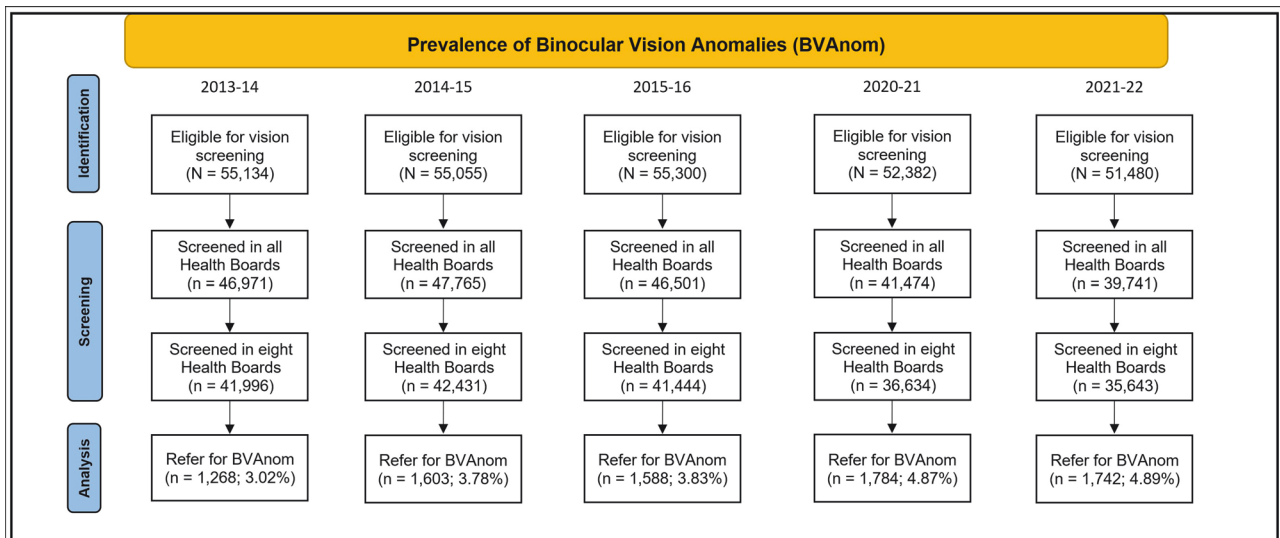 Prevalence of Binocular Vision Anomalies (BVAnom)
2013-14
2014-15
2015-16
2020-21
2021-22
Identification
Eligible for vision
screening
(N = 55,134)
Eligible for vision
screening
(N = 55,055)
Eligible for vision
screening
(N = 55,300)
Eligible for vision
screening
(N = 52,382)
Eligible for vision
screening
(N = 51,480)
Screening
Screened in all
Health Boards
(n = 46,971)
Screened in all
Health Boards
(n = 47,765)
Screened in all
Health Boards
(n = 46,501)
Screened in all
Health Boards
(n = 41,474)
Screened in all
Health Boards
(n = 39,741)
Screened in eight
Health Boards
(n = 41,996)
Screened in eight
Health Boards
(n = 42,431)
Screened in eight
Health Boards
(n = 41,444)
Screened in eight
Health Boards
(n = 36,634)
Screened in eight
Health Boards
(n = 35,643)
Analysis
Refer for BVAnom
(n = 1,268; 3.02%)
Refer for BVAnom
(n = 1,603; 3.78%)
Refer for BVAnom
(n = 1,588; 3.83%)
Refer for BVAnom
(n = 1,784; 4.87%)
Refer for BVAnom
(n = 1,742; 4.89%)